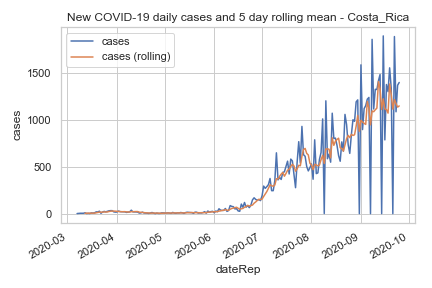 New COVID-19 daily cases and 5 day rolling mean - Costa_Rica
cases
cases (rolling)
1500
1000
500
0
cases
2020-03
2020-04
2020-05
2020-06
2020-07
2020-08
2020-09
2020-10
dateRep